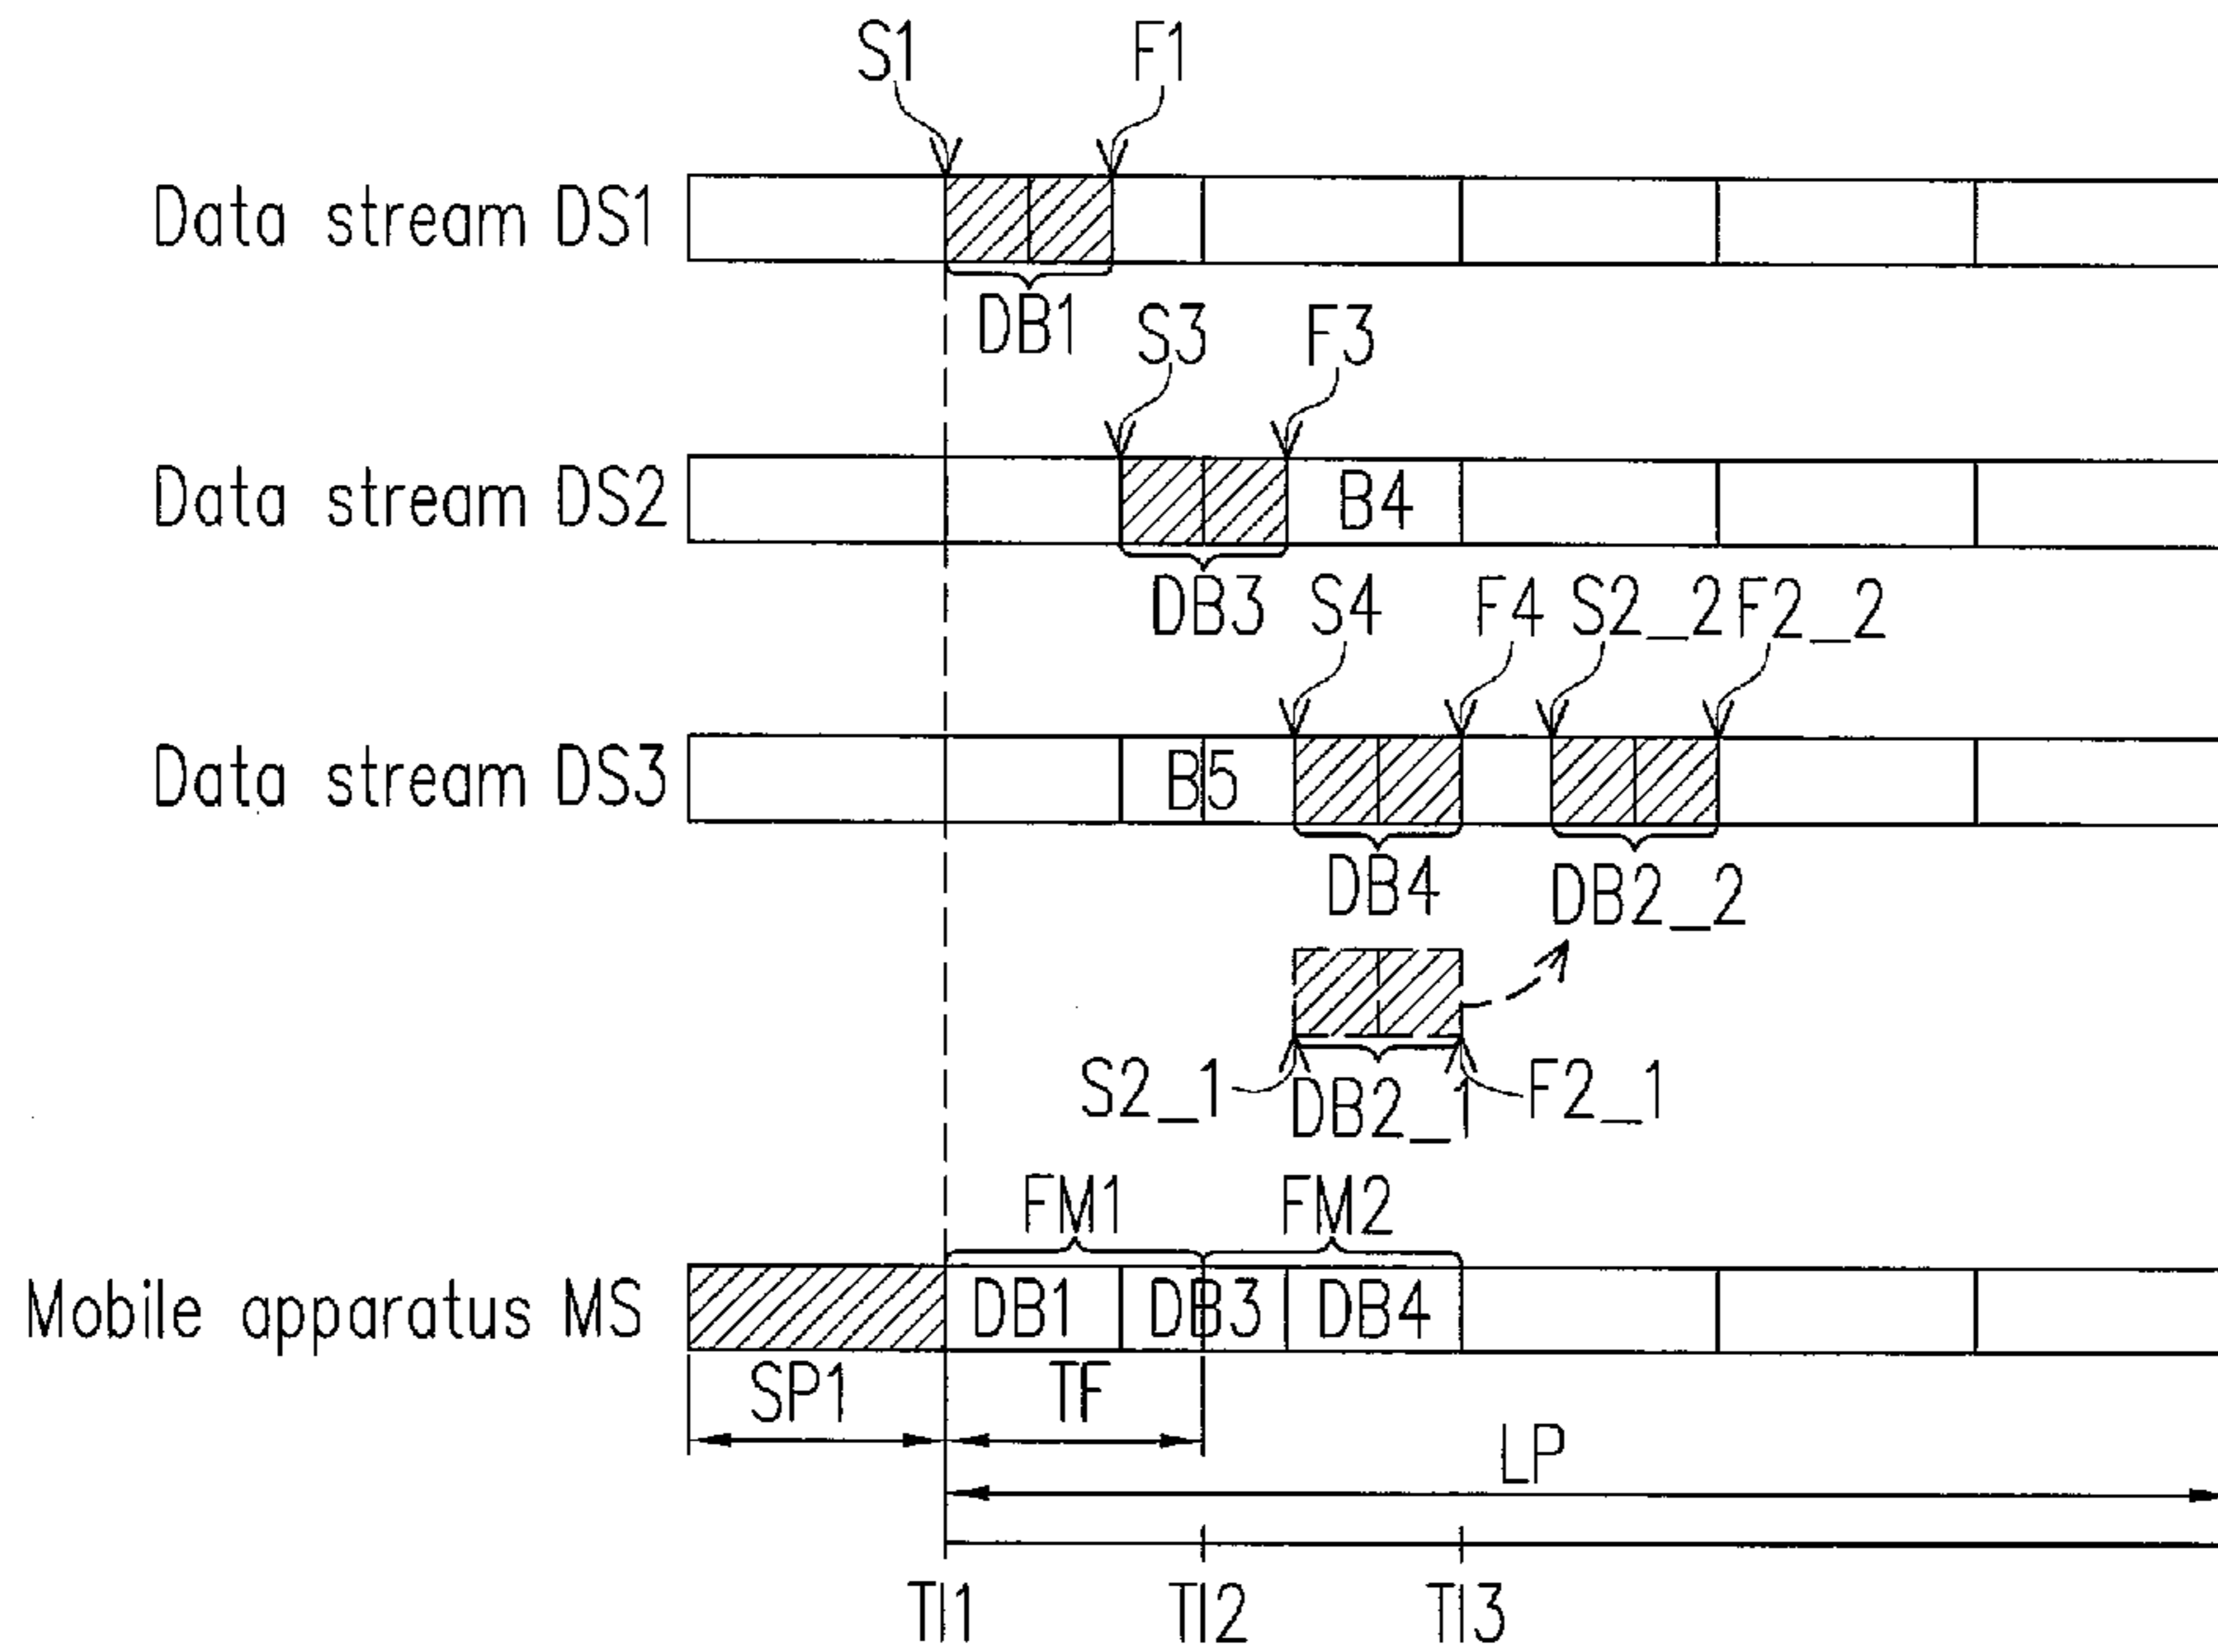 S1 F1
Data stream DS1
DB1 S3 F3
Data stream DS2 B4
DB3 S4 F4 S2_2 F2_2
Data stream DS3 B5
DB4 DB2_2
S2_1 DB2_1 F2_1
FM1 FM2
Mobile apparatus MS DB1 DB3 DB4
SP1 TF
LP
TI1 TI2 TI3